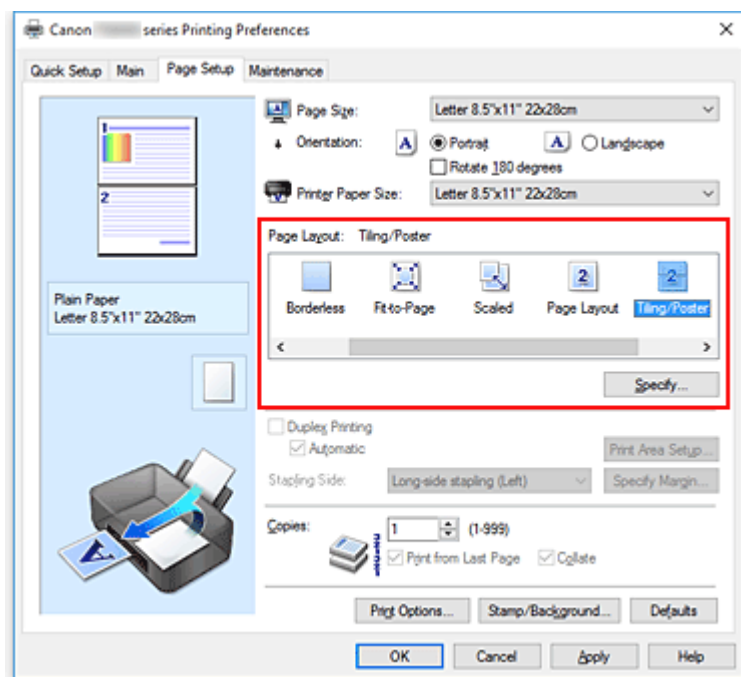 Canon series Printing Preferences
Quick Setup Main Page Setup Maintenance
1
2
Plain Paper
Letter 8.5"x11" 22x28cm
Page Size: Letter 8.5"x11" 22x28cm
Orientation: A Portrait A Landscape
Rotate 180 degrees
Printer Paper Size: Letter 8.5"x11" 22x28cm
Page Layout: Tiling/Poster
2 2
Borderless Fit-to-Page Scaled Page Layout Tiling/Poster
Specify...
Duplex Printing
Automatic Print Area Setup...
Stapling Side: Long-side stapling (Left) Specify Margin...
Copies: 1 (1-999)
Print from Last Page Collate
A
Print Options... Stamp/Background... Defaults
OK Cancel Apply Help